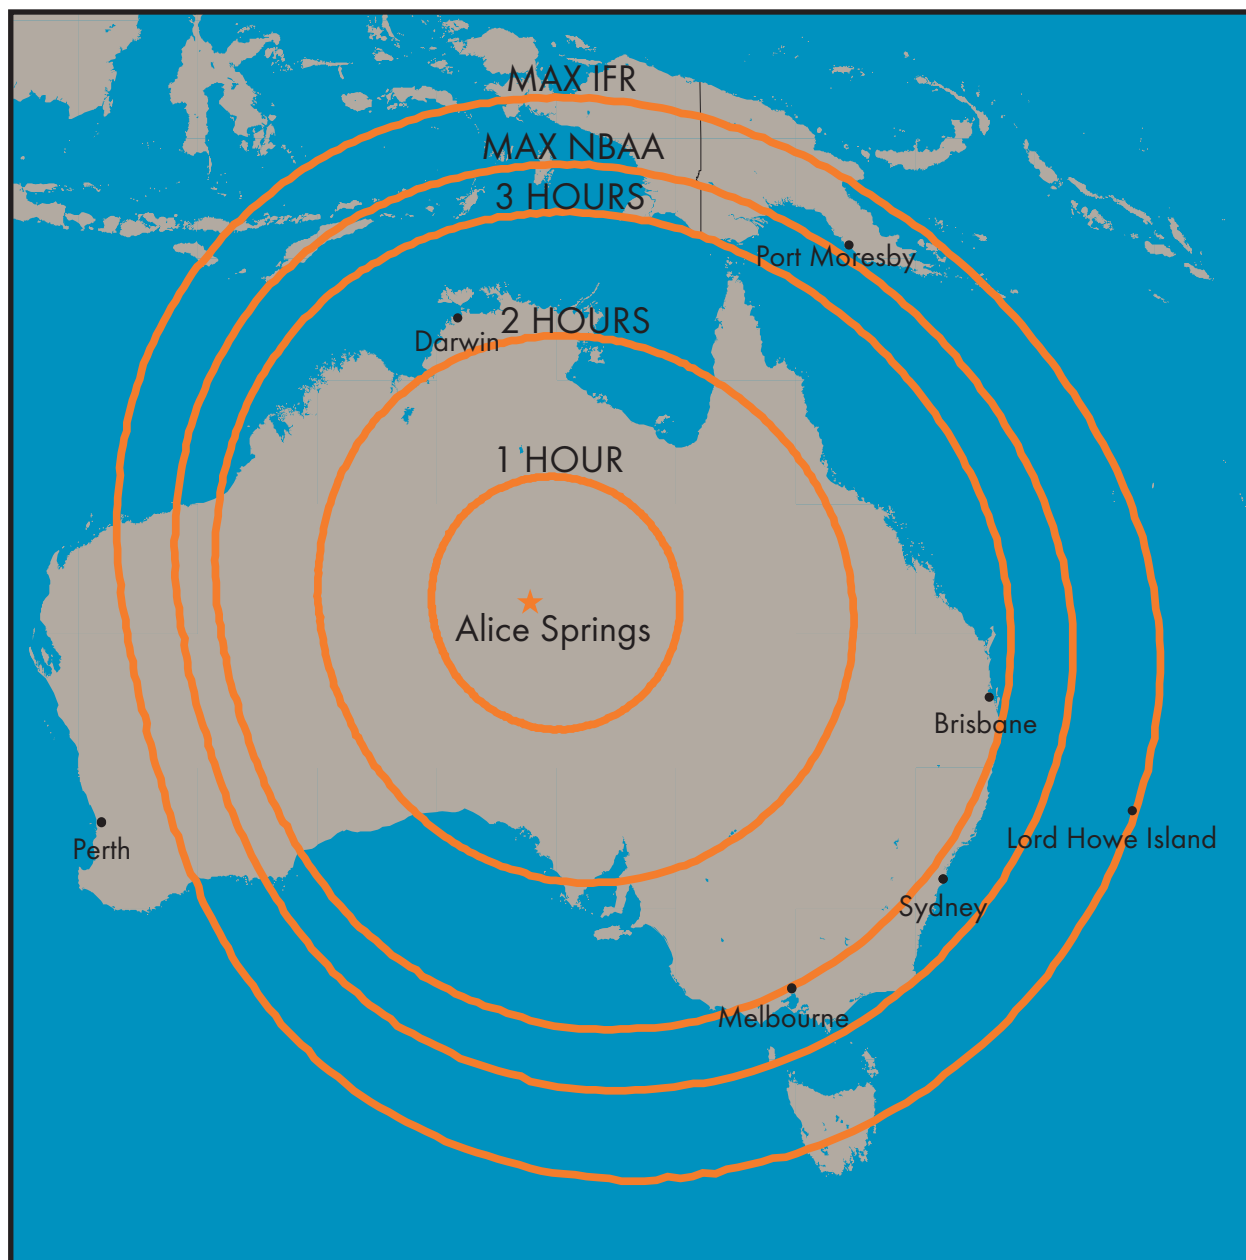 MAX IFR
MAX NBAA
3 HOURS
Port Moresby
2 HOURS
Darwin
1 HOUR
Alice Springs
Brisbane
Lord Howe Island
Perth
Sydney
Melbourne